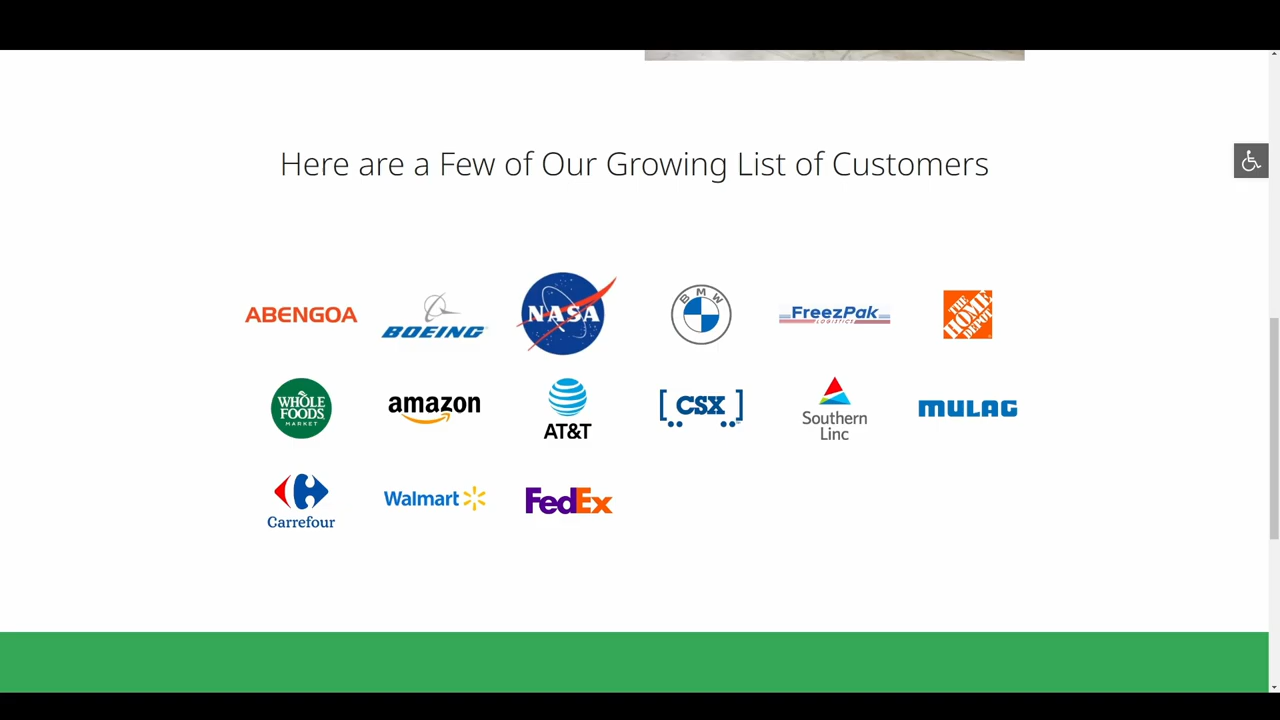 Here are a Few of Our Growing List of Customers
ABENGOA
BOEING
NASA
BMW
FreezPak
LOGISTICS
THE
HOME
DEPOT
WHOLE
FOODS
MARKET
amazon
AT&T
CSX
Southern
Linc
MULAG
Carrefour
Walmart
FedEx